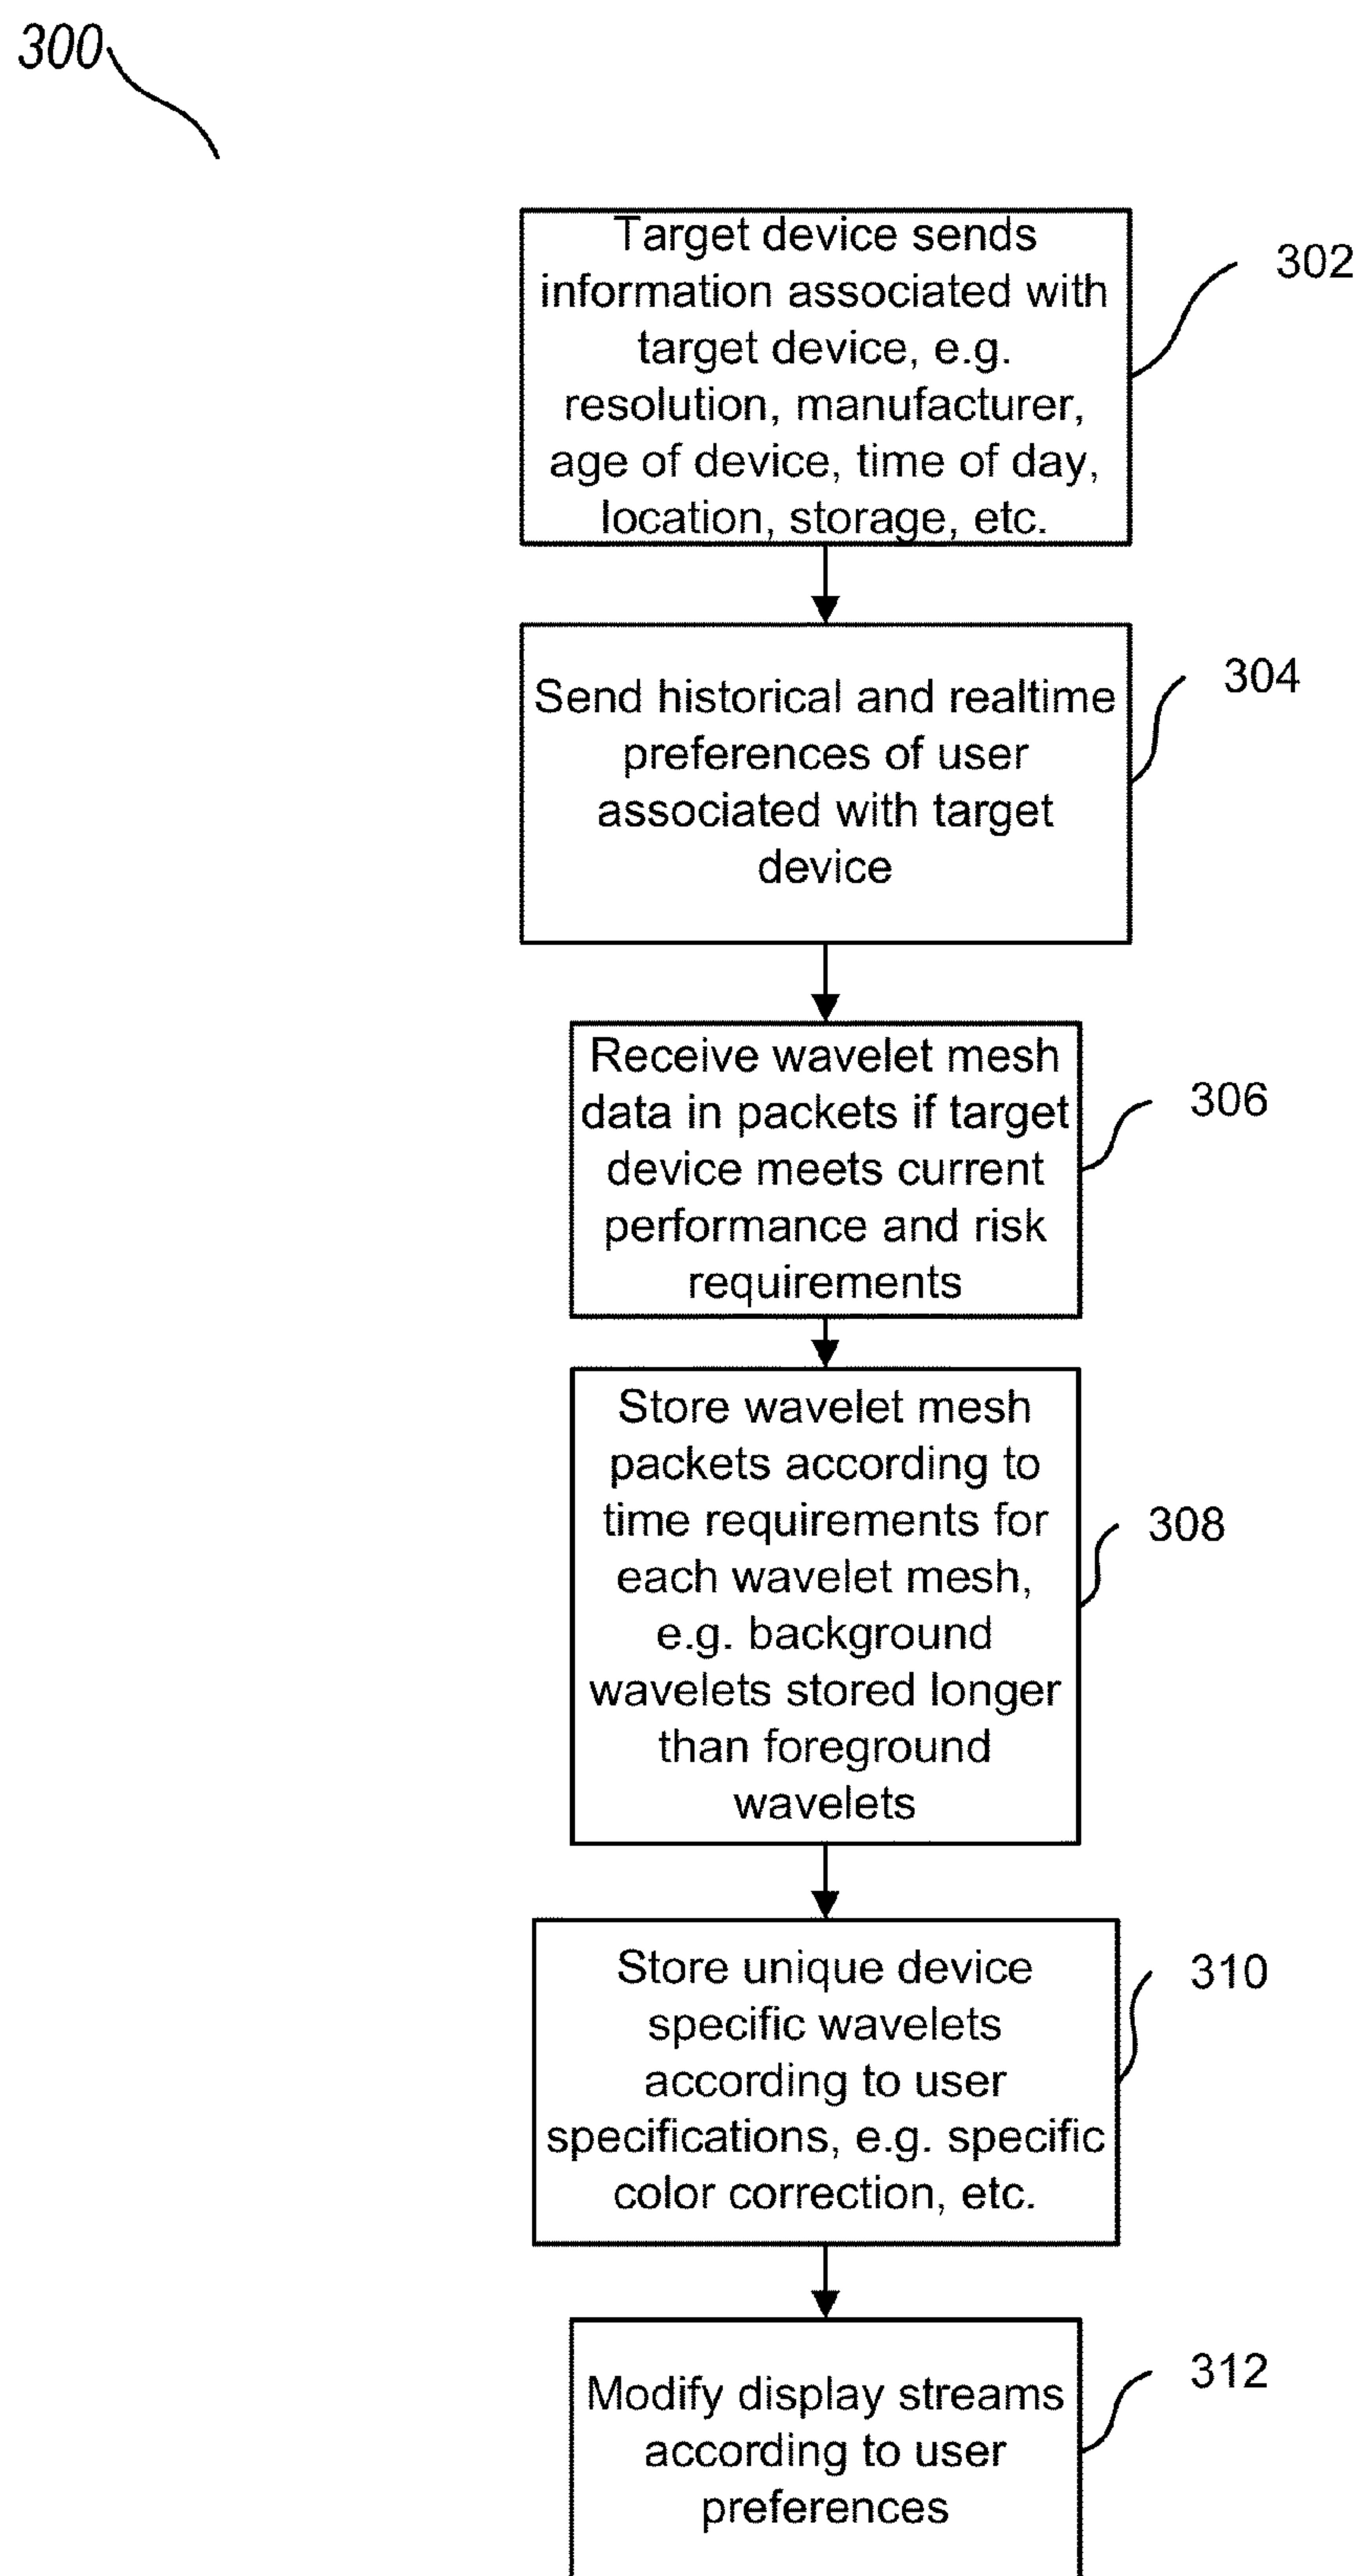 300
Target device sends
information associated with
target device, e.g.
resolution, manufacturer,
age of device, time of day,
location, storage, etc.
302
Send historical and realtime
preferences of user
associated with target
device
304
Receive wavelet mesh
data in packets if target
device meets current
performance and risk
requirements
306
Store wavelet mesh
packets according to
time requirements for
each wavelet mesh,
e.g. background
wavelets stored longer
than foreground
wavelets
308
Store unique device
specific wavelets
according to user
specifications, e.g. specific
color correction, etc.
310
Modify display streams
according to user
preferences
312